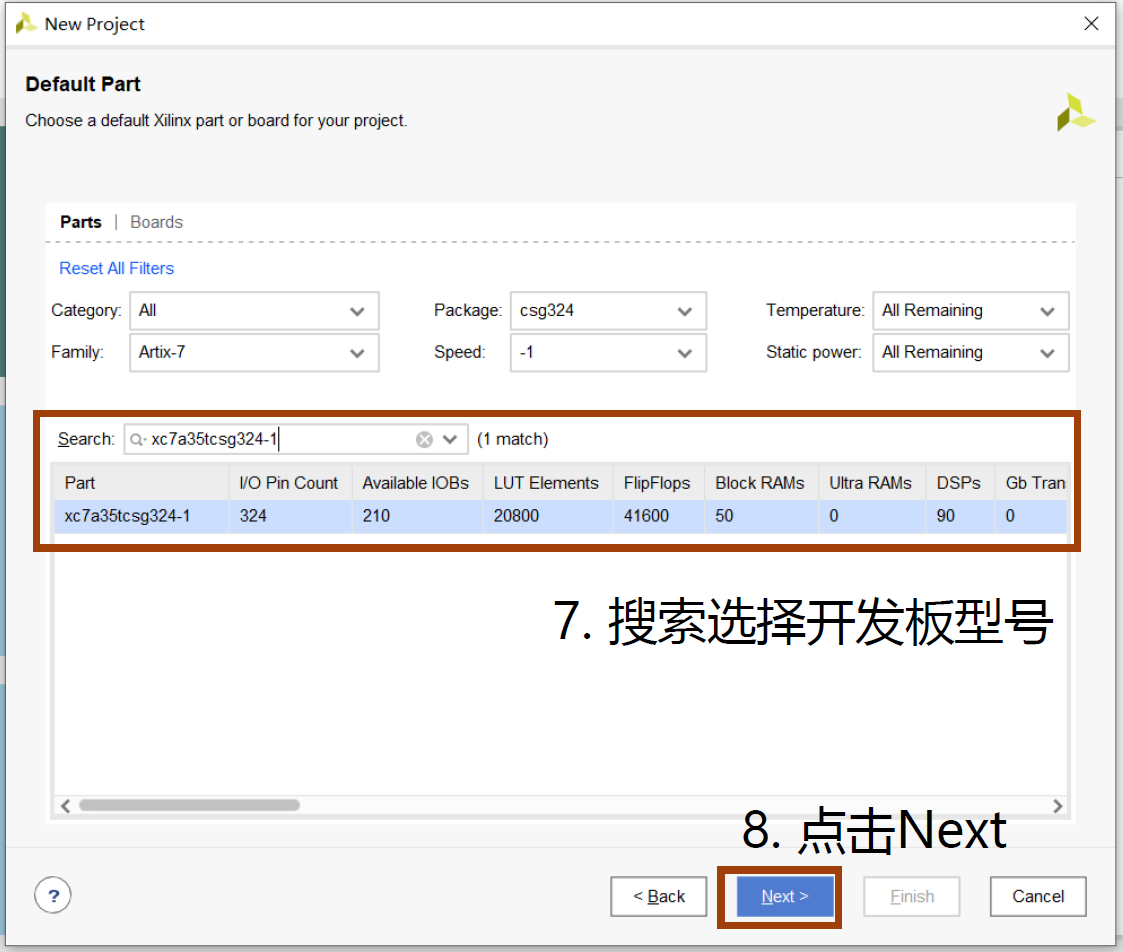 New Project
Default Part
Choose a default Xilinx part or board for your project.
Parts | Boards
Reset All Filters
Category: All Package: csg324 Temperature: All Remaining
Family: Artix-7 Speed: -1 Static power: All Remaining
Search: xc7a35tcsg324-1 (1 match)
Part I/O Pin Count Available IOBs LUT Elements FlipFlops Block RAMs Ultra RAMs DSPs Gb Tran
xc7a35tcsg324-1 324 210 20800 41600 50 0 90 0
7. 搜索选择开发板型号
8. 点击Next
? < Back Next > Finish Cancel